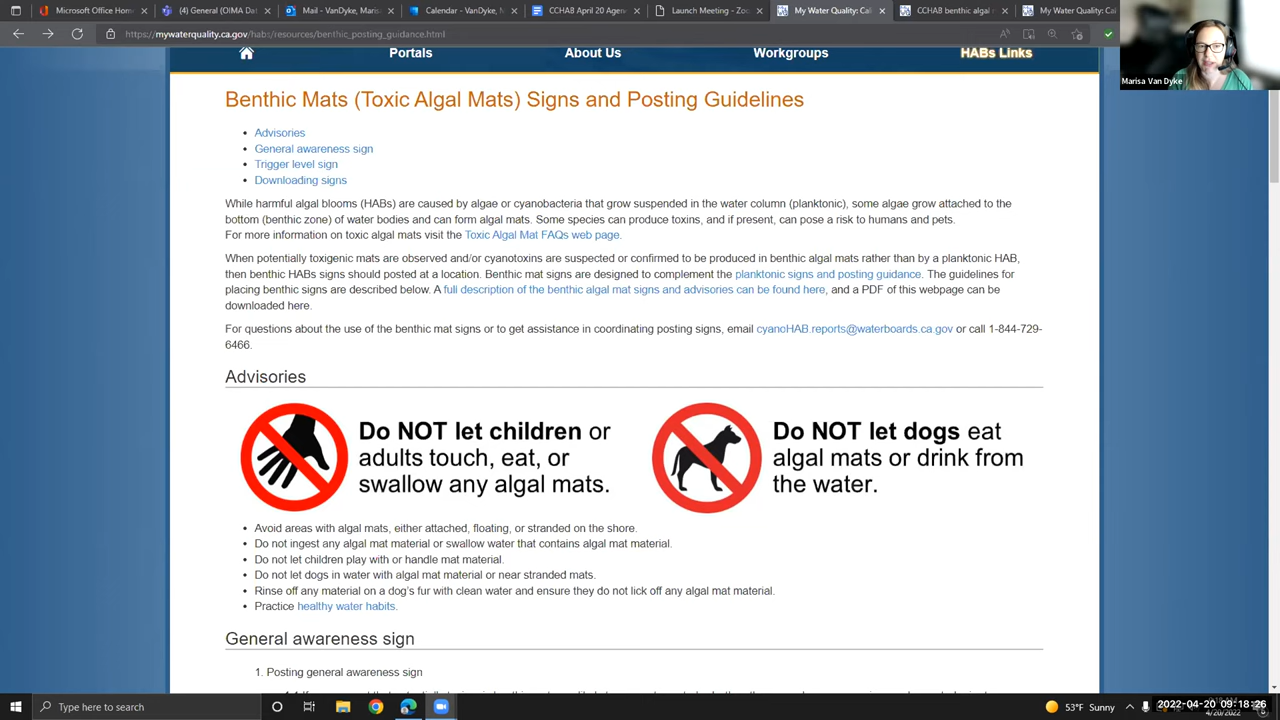 Microsoft Office Home
General (OIMA Dat
Mail - VanDyke, Maris
Calendar - VanDyke, M
CCHAB April 20 Agen
Launch Meeting - Zoo
My Water Quality: Cal
CCHAB benthic algal m
My Water Quality: Cal
https://mywaterquality.ca.gov/habs/resources/benthic_posting_guidance.html
Marisa Van Dyke
Portals
About Us
Workgroups
HABs Links
Benthic Mats (Toxic Algal Mats) Signs and Posting Guidelines
• Advisories
• General awareness sign
• Trigger level sign
• Downloading signs
While harmful algal blooms (HABs) are caused by algae or cyanobacteria that grow suspended in the water column (planktonic), some algae grow attached to the
bottom (benthic zone) of water bodies and can form algal mats. Some species can produce toxins, and if present, can pose a risk to humans and pets.
For more information on toxic algal mats visit the Toxic Algal Mat FAQs web page.
When potentially toxigenic mats are observed and/or cyanotoxins are suspected or confirmed to be produced in benthic algal mats rather than by a planktonic HAB,
then benthic HABs signs should posted at a location. Benthic mat signs are designed to complement the planktonic signs and posting guidance. The guidelines for
placing benthic signs are described below. A full description of the benthic algal mat signs and advisories can be found here, and a PDF of this webpage can be
downloaded here.
For questions about the use of the benthic mat signs or to get assistance in coordinating posting signs, email cyanoHAB.reports@waterboards.ca.gov or call 1-844-729-
6466.
Advisories
Do NOT let children or
adults touch, eat, or
swallow any algal mats.
Do NOT let dogs eat
algal mats or drink from
the water.
• Avoid areas with algal mats, either attached, floating, or stranded on the shore.
• Do not ingest any algal mat material or swallow water that contains algal mat material.
• Do not let children play with or handle mat material.
• Do not let dogs in water with algal mat material or near stranded mats.
• Rinse off any material on a dog's fur with clean water and ensure they do not lick off any algal mat material.
• Practice healthy water habits.
General awareness sign
1. Posting general awareness sign
Type here to search
53°F Sunny
2022-04-20 09:18:26
4/20/2022